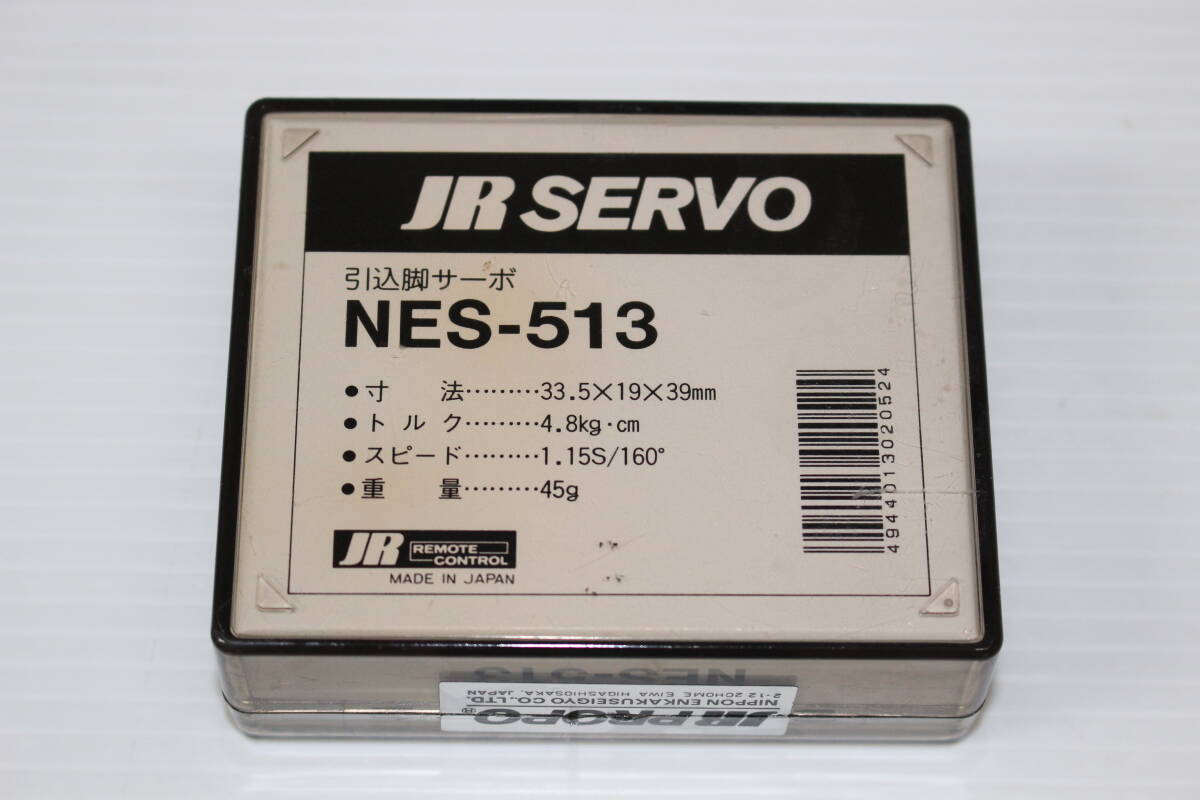 JR SERVO
引込脚サーボ
NES-513
●寸　法………33.5×19×39mm
●トルク………4.8kg·cm
●スピード………1.15S/160°
●重　量………45g
4944013020524
JR REMOTE CONTROL
MADE IN JAPAN
NES-513
JR PROPO®
NIPPON ENKAKUSEIGYO CO., LTD.
2-12 2CHOME EIWA HIGASHIOSAKA, JAPAN